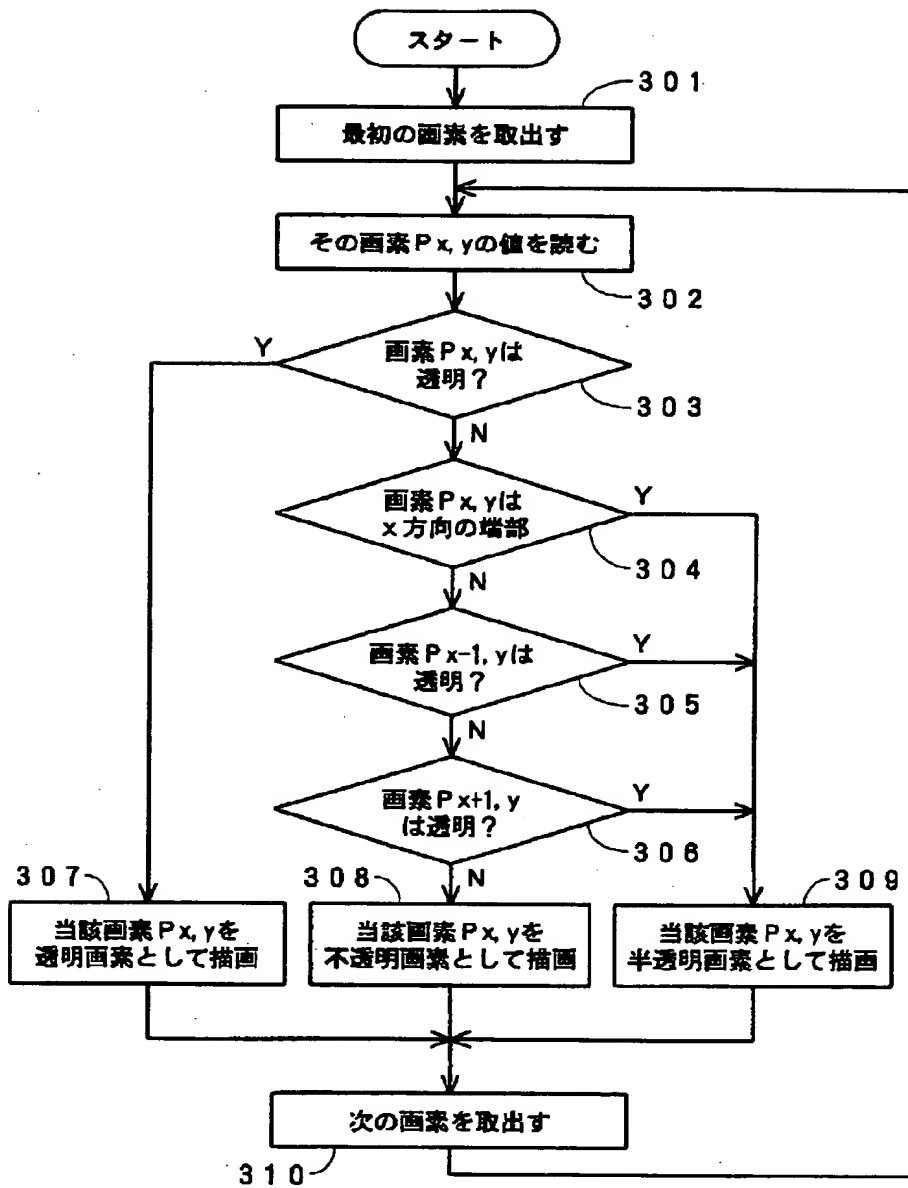 スタート
301
最初の画素を取出す
その画素Px,yの値を読む
302
Y
画素Px,yは
透明?
303
N
画素Px,yは
x方向の端部
Y
304
N
画素Px-1,yは
透明?
Y
305
N
画素Px+1,y
は透明?
Y
306
N
307
当該画素Px,yを
透明画素として描画
308
当該画素Px,yを
不透明画素として描画
309
当該画素Px,yを
半透明画素として描画
次の画素を取出す
310